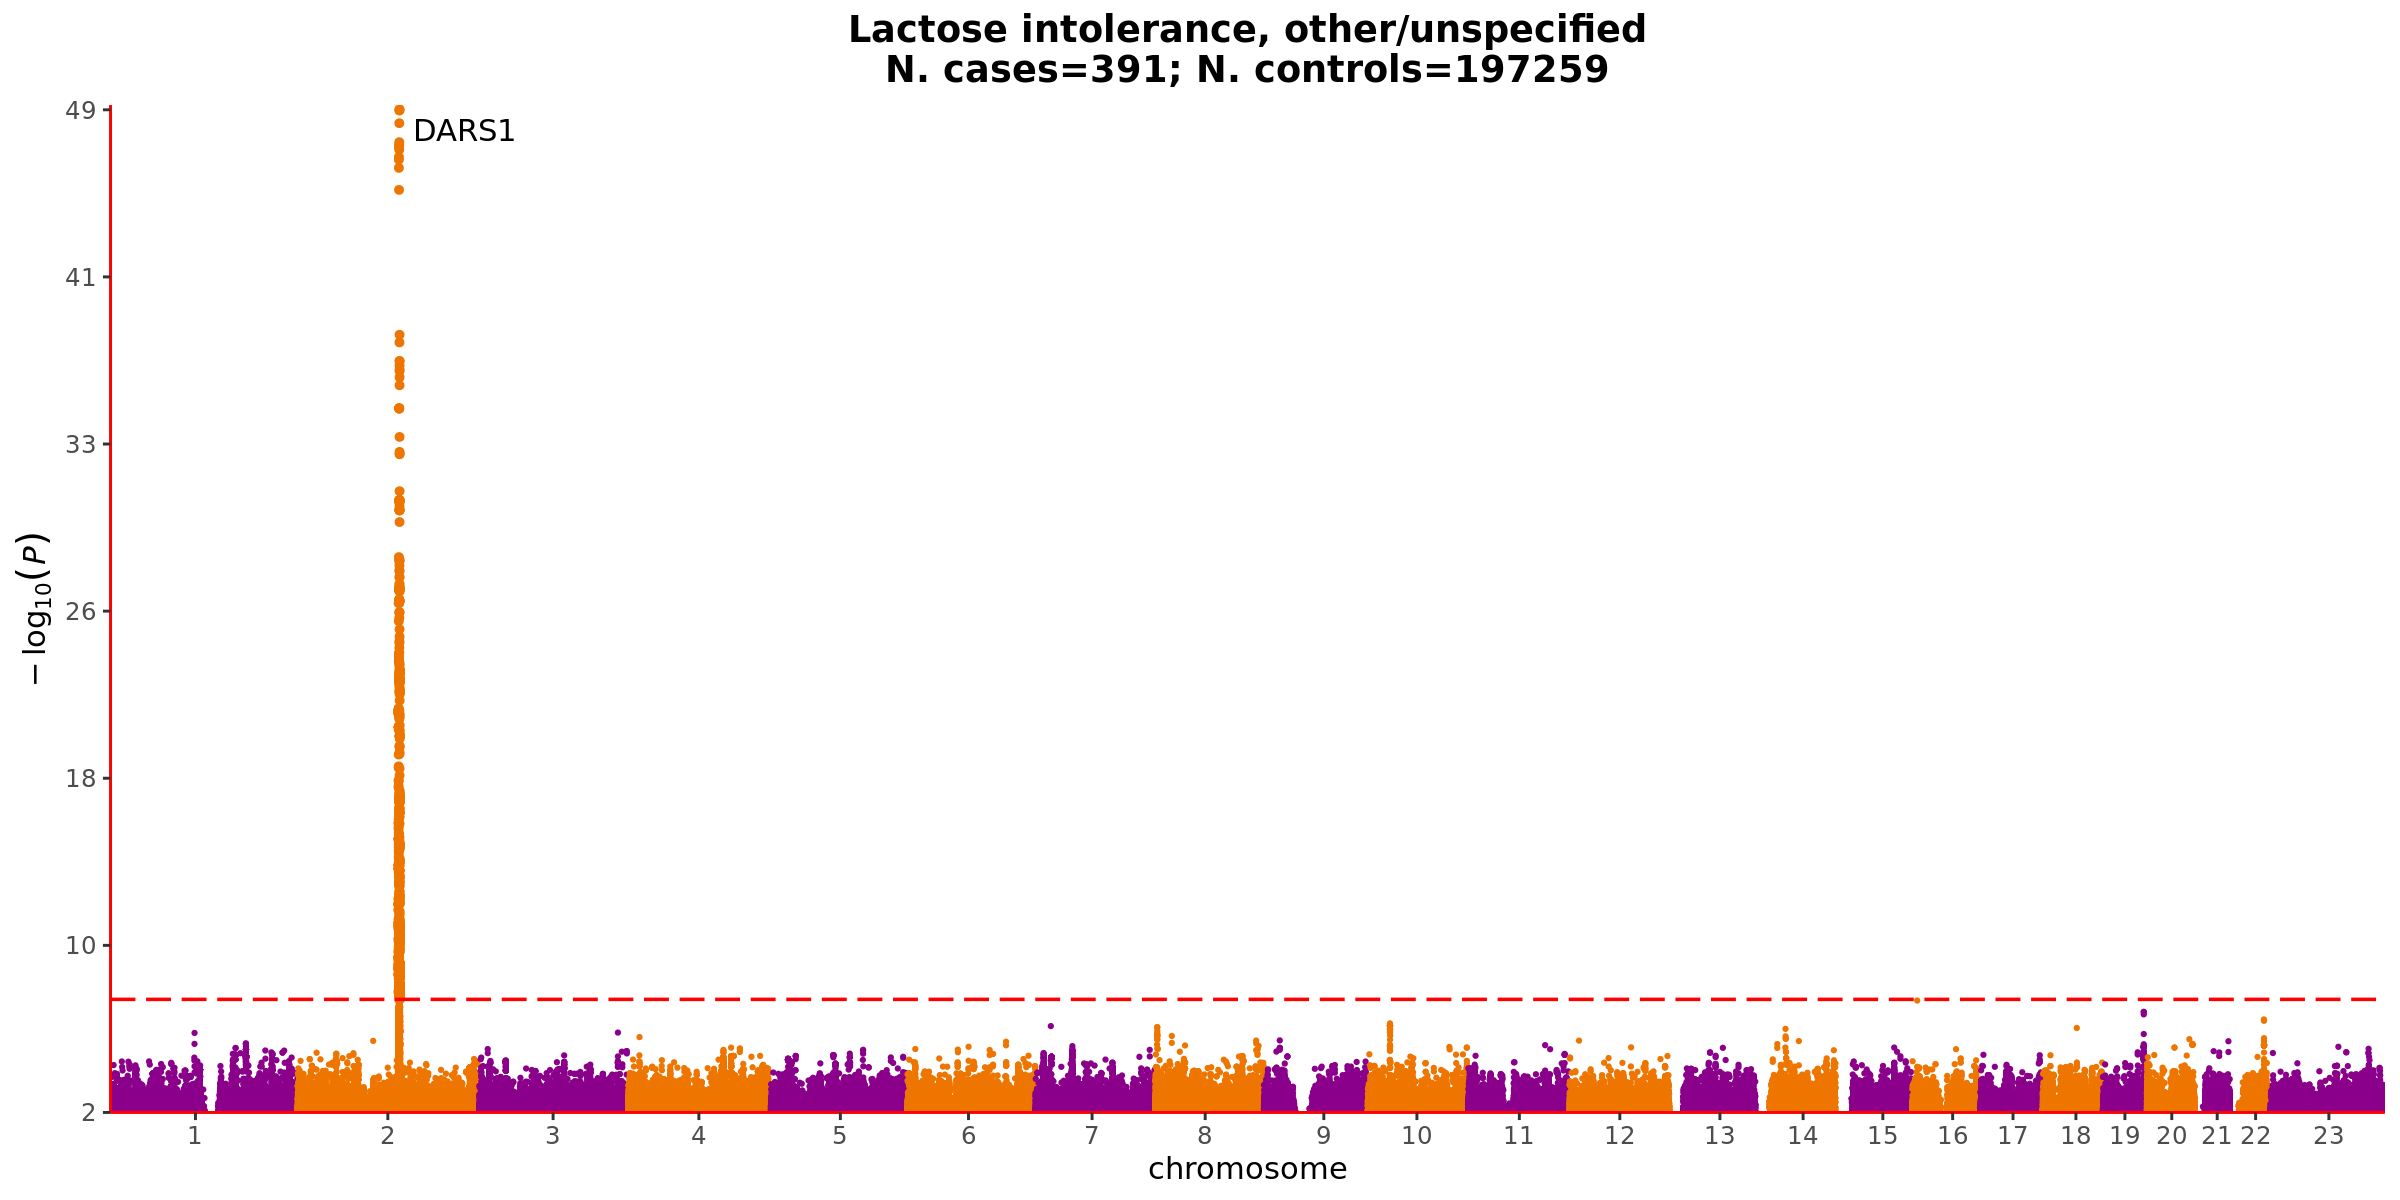 Lactose intolerance, other/unspecified
N. cases=391; N. controls=197259
DARS1
49
41
33
26
18
10
2
−log10(P)
1 2 3 4 5 6 7 8 9 10 11 12 13 14 15 16 17 18 19 20 21 22 23
chromosome